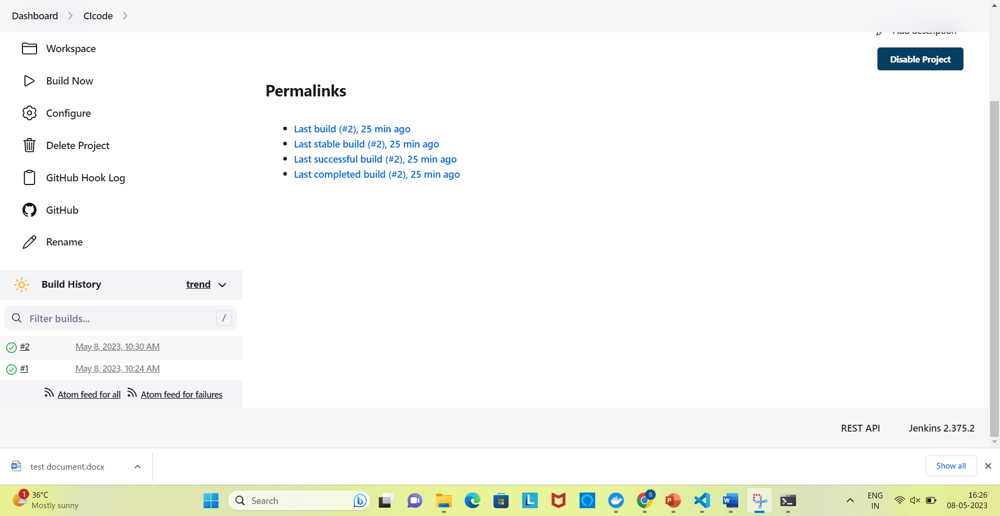 Dashboard
CIcode
Add description
Workspace
Disable Project
Build Now
Permalinks
Configure
Last build (#2), 25 min ago
Last stable build (#2), 25 min ago
Last successful build (#2), 25 min ago
Last completed build (#2), 25 min ago
Delete Project
GitHub Hook Log
GitHub
Rename
Build History trend
Filter builds... /
#2 May 8, 2023, 10:30 AM
#1 May 8, 2023, 10:24 AM
Atom feed for all Atom feed for failures
REST API Jenkins 2.375.2
test document.docx
Show all
1
36°C
Mostly sunny
Search
S
ENG
IN
16:26
08-05-2023